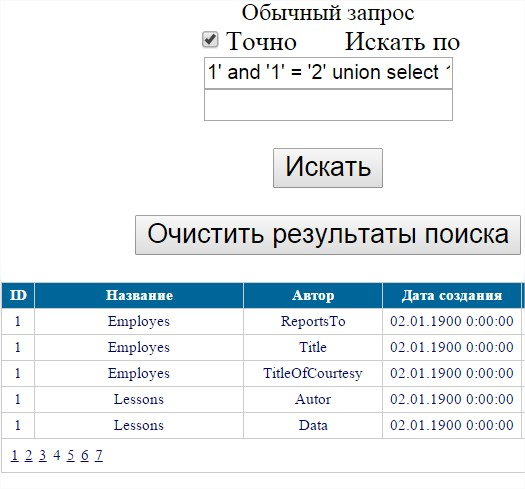 Обычный запрос
Точно Искать по
1' and '1' = '2' union select
Искать
Очистить результаты поиска
ID Название Автор Дата создания
1 Employes ReportsTo 02.01.1900 0:00:00
1 Employes Title 02.01.1900 0:00:00
1 Employes TitleOfCourtesy 02.01.1900 0:00:00
1 Lessons Autor 02.01.1900 0:00:00
1 Lessons Data 02.01.1900 0:00:00
1 2 3 4 5 6 7